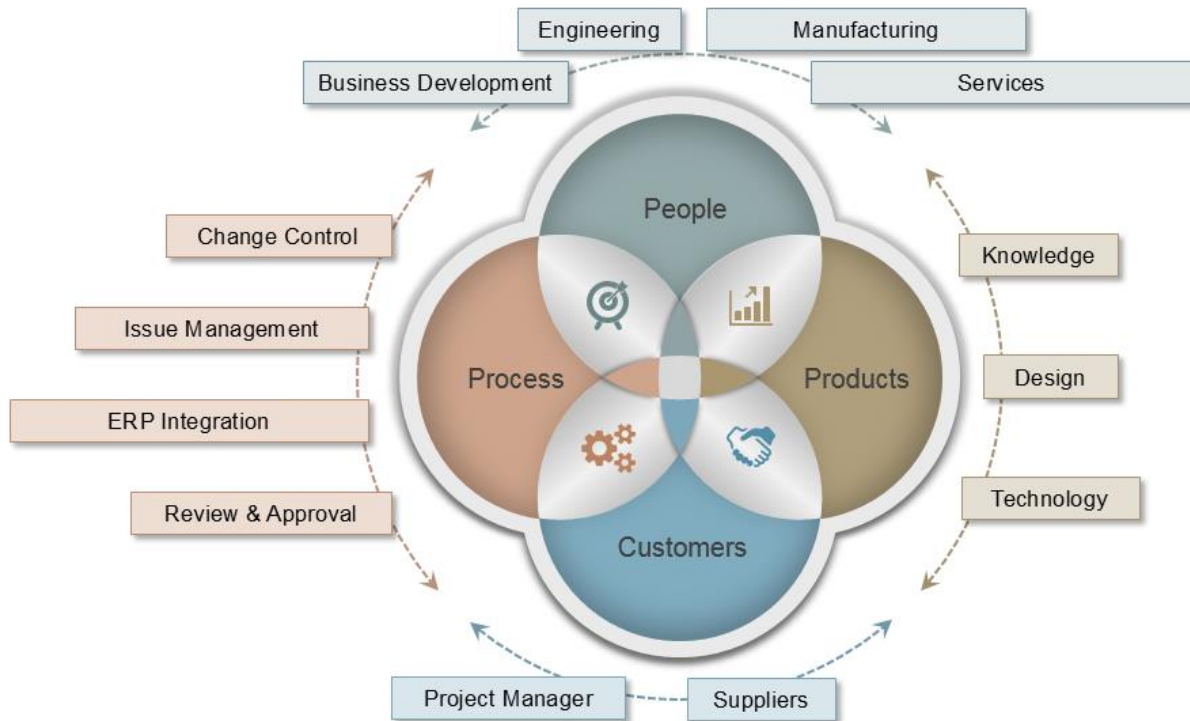 Engineering
Manufacturing
Business Development
Services
People
Change Control
Knowledge
Issue Management
Process
Products
Design
ERP Integration
Review & Approval
Technology
Customers
Project Manager
Suppliers